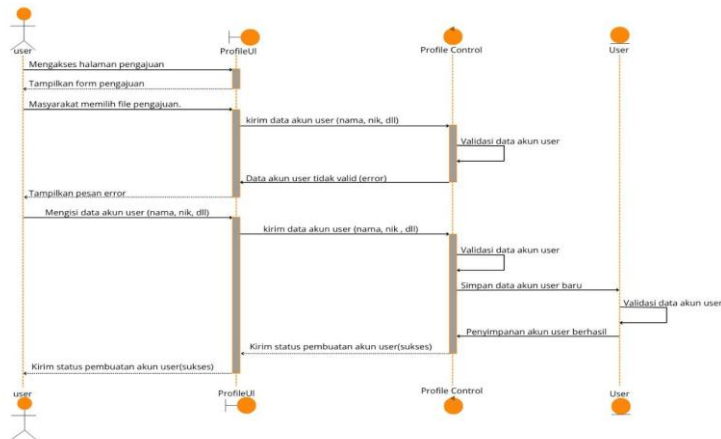 user
ProfileUI
Profile Control
User
Mengakses halaman pengajuan
Tampilkan form pengajuan
Masyarakat memilih file pengajuan.
kirim data akun user (nama, nik, dll)
Validasi data akun user
Data akun user tidak valid (error)
Tampilkan pesan error
Mengisi data akun user (nama, nik, dll)
kirim data akun user (nama, nik , dll)
Validasi data akun user
Simpan data akun user baru
Validasi data akun user
Penyimpanan akun user berhasil
Kirim status pembuatan akun user(sukses)
Kirim status pembuatan akun user(sukses)
user
ProfileUI
Profile Control
User